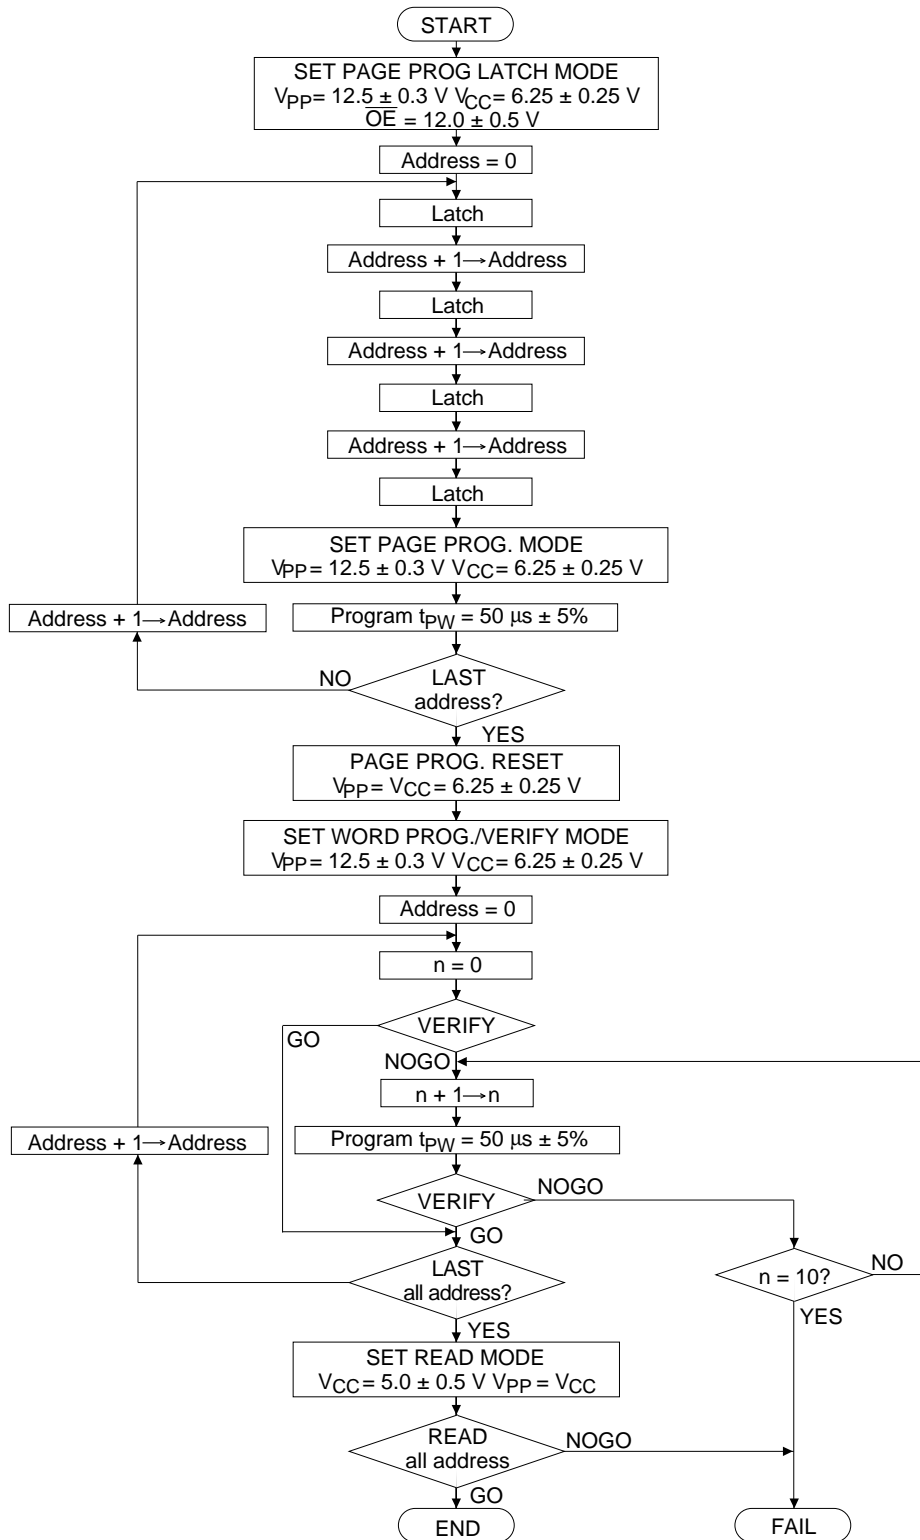 START
SET PAGE PROG LATCH MODE
VPP = 12.5 ± 0.3 V VCC = 6.25 ± 0.25 V
OE = 12.0 ± 0.5 V
Address = 0
Latch
Address + 1→Address
Latch
Address + 1→Address
Latch
Address + 1→Address
Latch
SET PAGE PROG. MODE
VPP = 12.5 ± 0.3 V VCC = 6.25 ± 0.25 V
Address + 1→Address
Program tPW = 50 µs ± 5%
NO
LAST
address?
YES
PAGE PROG. RESET
VPP = VCC = 6.25 ± 0.25 V
SET WORD PROG./VERIFY MODE
VPP = 12.5 ± 0.3 V VCC = 6.25 ± 0.25 V
Address = 0
n = 0
VERIFY
GO
NOGO
n + 1→n
Address + 1→Address
Program tPW = 50 µs ± 5%
VERIFY
NOGO
GO
LAST
all address?
n = 10?
NO
YES
YES
SET READ MODE
VCC = 5.0 ± 0.5 V VPP = VCC
READ
all address
NOGO
GO
END
FAIL